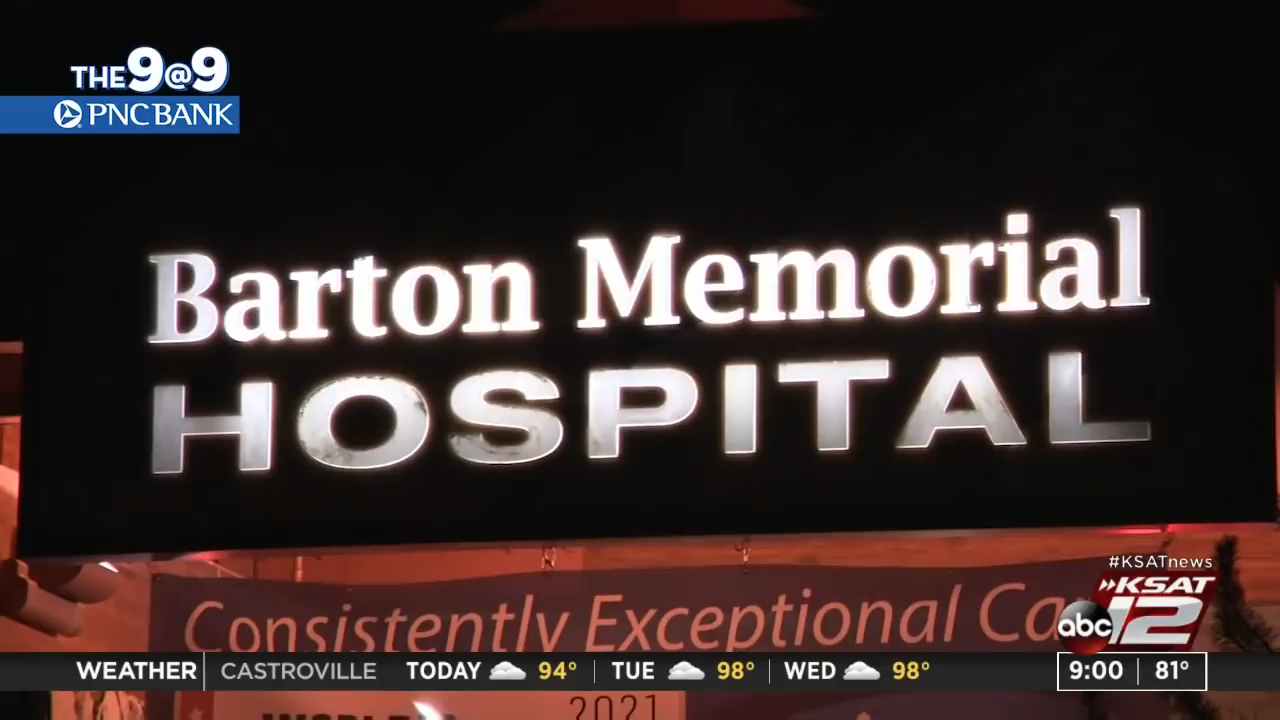 THE 9@9
PNC BANK
Barton Memorial
HOSPITAL
Consistently Exceptional
#KSATnews
KSAT
abc 12
WEATHER CASTROVILLE TODAY 94° TUE 98° WED 98° 9:00 81°
2021